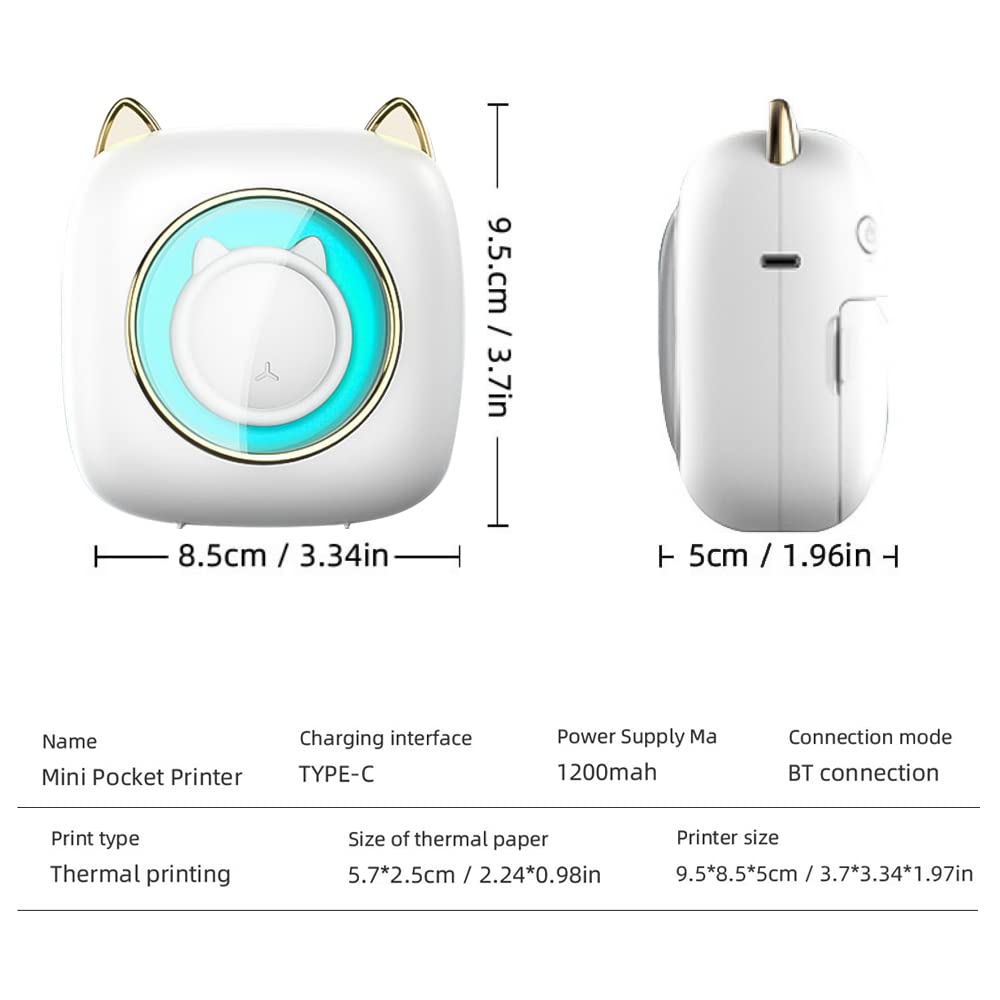 9.5.cm / 3.7in
8.5cm / 3.34in
5cm / 1.96in
Name
Mini Pocket Printer
Charging interface
TYPE-C
Power Supply Ma
1200mah
Connection mode
BT connection
Print type
Thermal printing
Size of thermal paper
5.7*2.5cm / 2.24*0.98in
Printer size
9.5*8.5*5cm / 3.7*3.34*1.97in